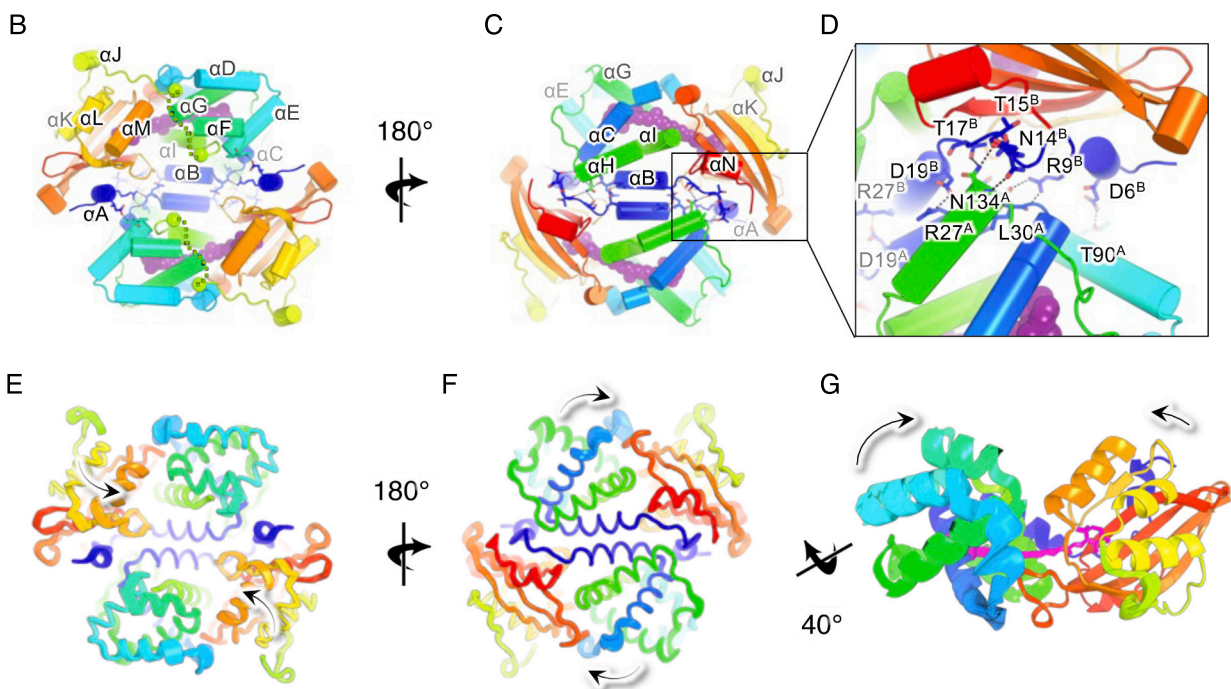 B
αJ
αD
αG
αE
αK
αL
αM
αF
αI
αC
αB
αA
180°
C
αG
αE
αJ
αK
αC
αI
αH
αB
αN
αA
D
T15ᴮ
T17ᴮ
N14ᴮ
D19ᴮ
R9ᴮ
R27ᴮ
D6ᴮ
N134ᴬ
R27ᴬ
L30ᴬ
D19ᴬ
T90ᴬ
E
180°
F
G
40°